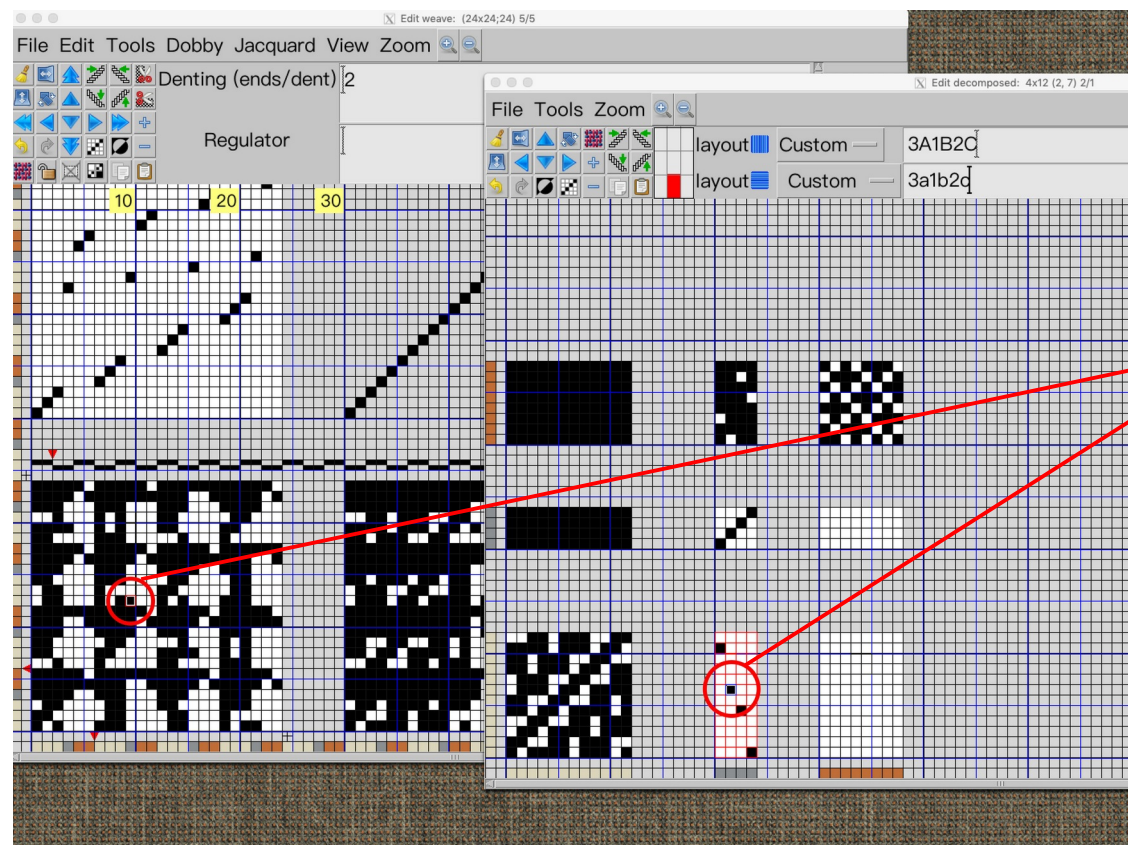 Edit weave: (24x24;24) 5/5
File Edit Tools Dobby Jacquard View Zoom
Denting (ends/dent) 2
Regulator
10 20 30
Edit decomposed: 4x12 (2, 7) 2/1
File Tools Zoom
layout Custom 3A1B2C
layout Custom 3a1b2c